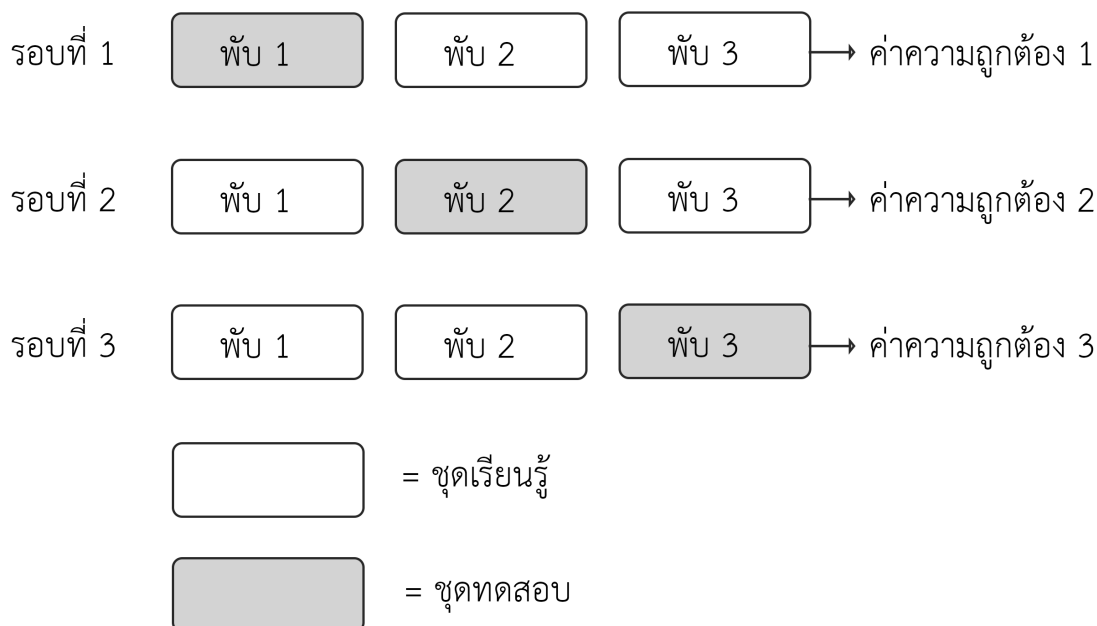 รอบที่ 1 พับ 1 พับ 2 พับ 3 ค่าความถูกต้อง 1
รอบที่ 2 พับ 1 พับ 2 พับ 3 ค่าความถูกต้อง 2
รอบที่ 3 พับ 1 พับ 2 พับ 3 ค่าความถูกต้อง 3
= ชุดเรียนรู้
= ชุดทดสอบ